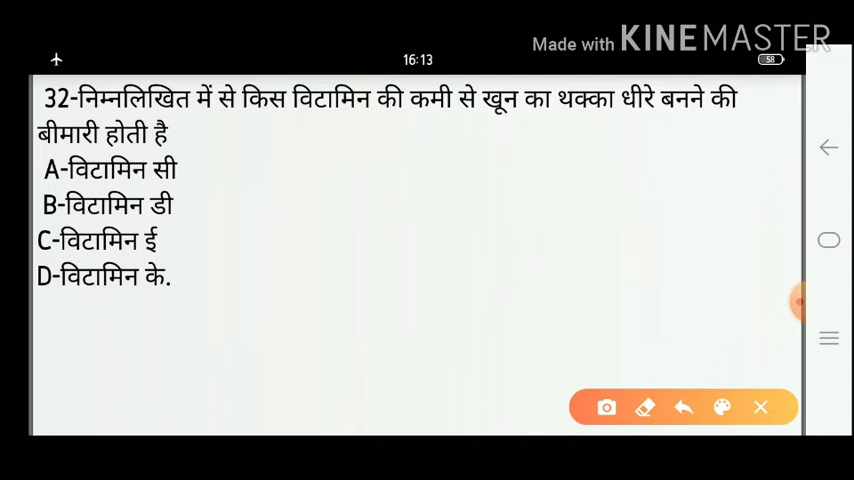 Made with KINEMASTER
16:13
58
32-निम्नलिखित में से किस विटामिन की कमी से खून का थक्का धीरे बनने की
बीमारी होती है
A-विटामिन सी
B-विटामिन डी
C-विटामिन ई
D-विटामिन के.